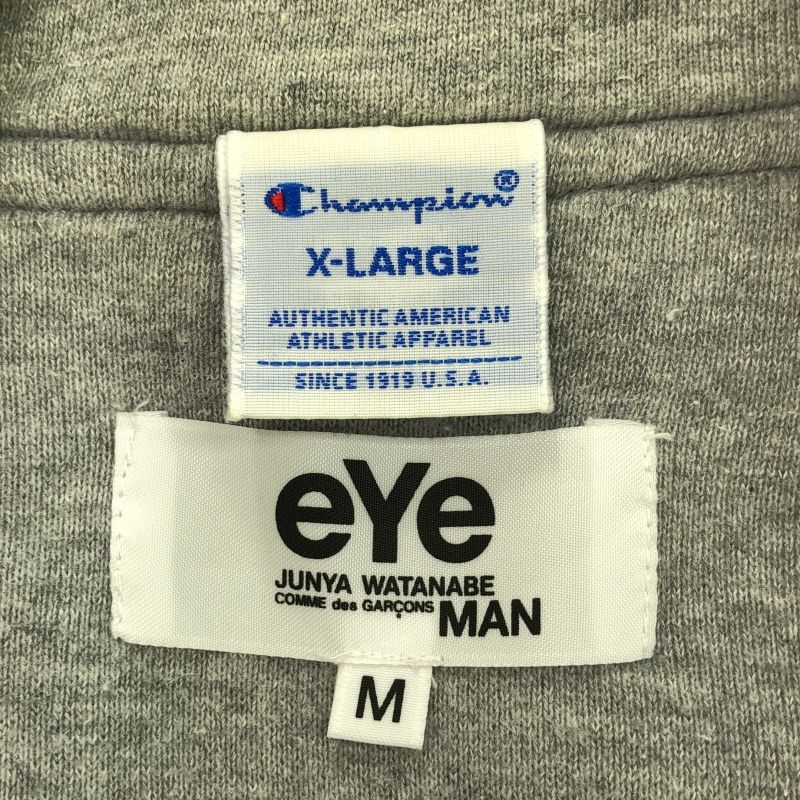 Champion®
X-LARGE
AUTHENTIC AMERICAN
ATHLETIC APPAREL
SINCE 1919 U.S.A.
eYe
JUNYA WATANABE
COMME des GARÇONS MAN
M